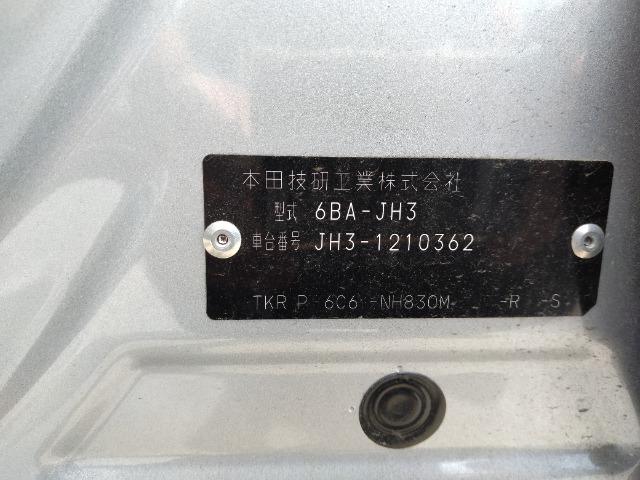 本田技研工業株式会社
型式 6BA-JH3
車台番号 JH3-1210362
TKR P 6C6 -NH830M -R -S